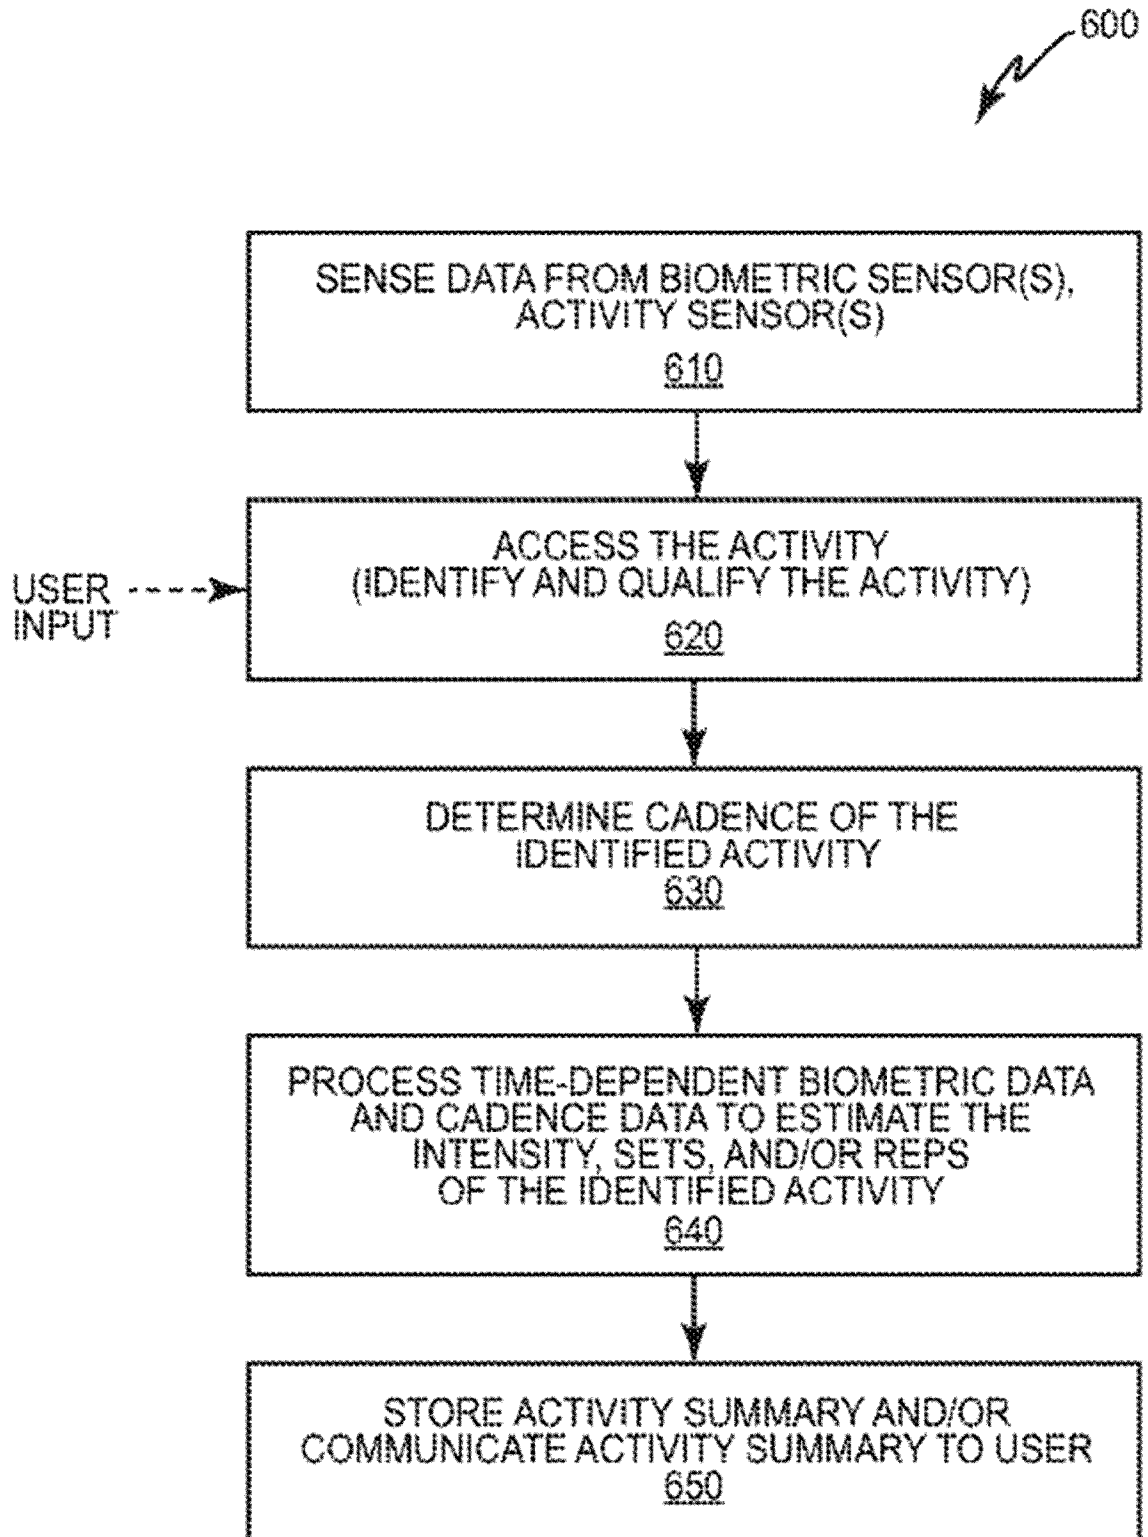 600
SENSE DATA FROM BIOMETRIC SENSOR(S),
ACTIVITY SENSOR(S)
610
USER
INPUT
ACCESS THE ACTIVITY
(IDENTIFY AND QUALIFY THE ACTIVITY)
620
DETERMINE CADENCE OF THE
IDENTIFIED ACTIVITY
630
PROCESS TIME-DEPENDENT BIOMETRIC DATA
AND CADENCE DATA TO ESTIMATE THE
INTENSITY, SETS, AND/OR REPS
OF THE IDENTIFIED ACTIVITY
640
STORE ACTIVITY SUMMARY AND/OR
COMMUNICATE ACTIVITY SUMMARY TO USER
650